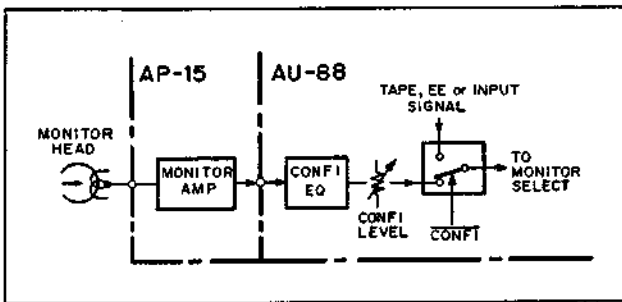 AP-15
AU-88
TAPE, EE or INPUT
SIGNAL
MONITOR
HEAD
MONITOR
AMP
CONFI
EQ
CONFI
LEVEL
CONFI
TO
MONITOR
SELECT